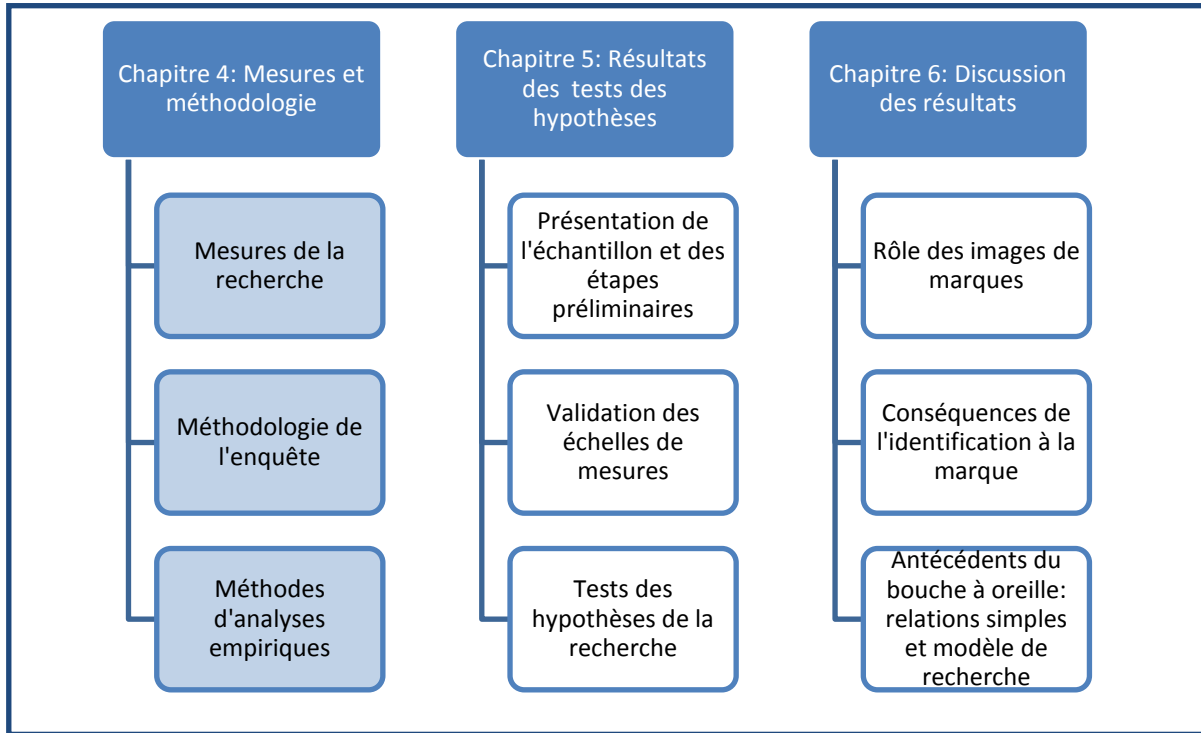 Chapitre 4: Mesures et
méthodologie
Mesures de la
recherche
Méthodologie de
l'enquête
Méthodes
d'analyses
empiriques
Chapitre 5: Résultats
des tests des
hypothèses
Présentation de
l'échantillon et des
étapes
préliminaires
Validation des
échelles de
mesures
Tests des
hypothèses de la
recherche
Chapitre 6: Discussion
des résultats
Rôle des images de
marques
Conséquences de
l'identification à la
marque
Antécédents du
bouche à oreille:
relations simples
et modèle de
recherche